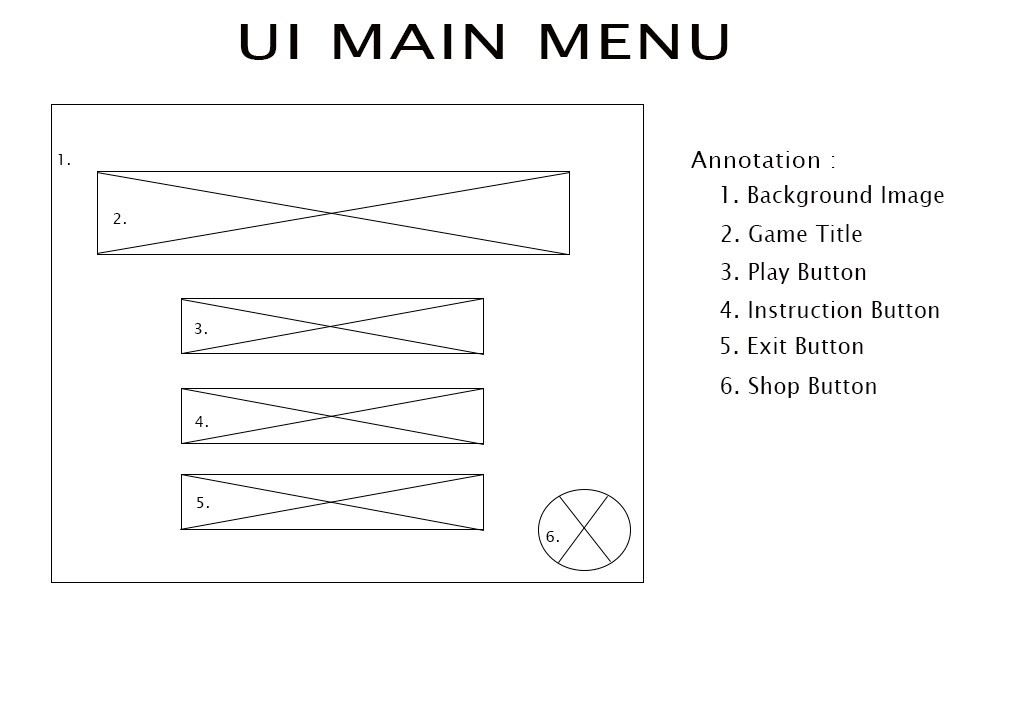 UI MAIN MENU
1.
2.
3.
4.
5.
6.
Annotation :
1. Background Image
2. Game Title
3. Play Button
4. Instruction Button
5. Exit Button
6. Shop Button